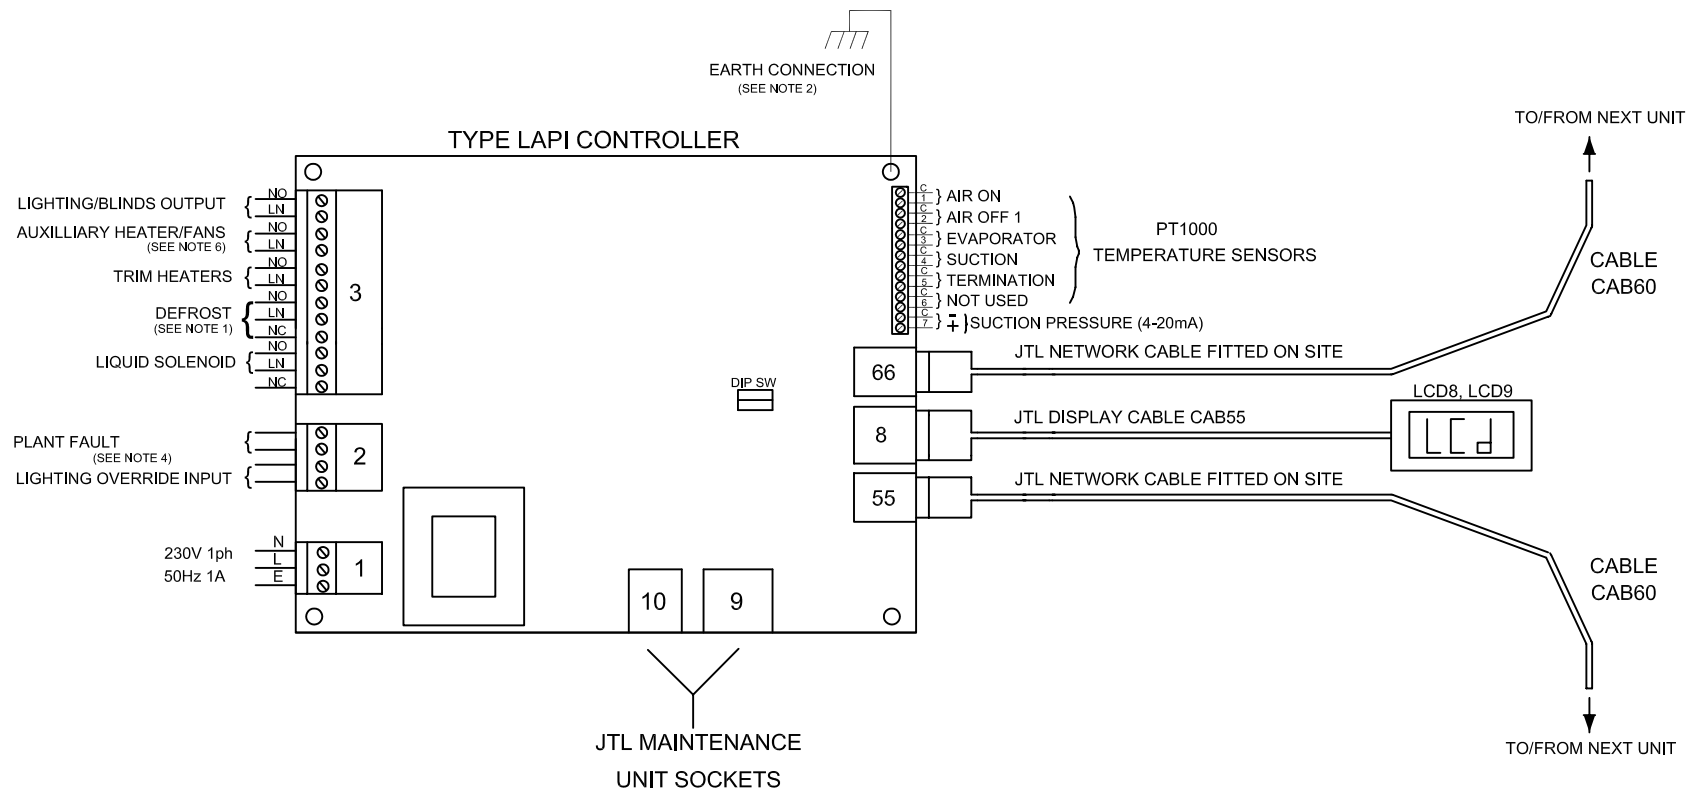 EARTH CONNECTION
(SEE NOTE 2)
TO/FROM NEXT UNIT
TYPE LAPI CONTROLLER
LIGHTING/BLINDS OUTPUT
NO
LN
AUXILLIARY HEATER/FANS
(SEE NOTE 6)
NO
LN
TRIM HEATERS
NO
LN
DEFROST
(SEE NOTE 1)
NO
LN
NC
LIQUID SOLENOID
NO
LN
NC
3
C
1 } AIR ON
C
2 } AIR OFF 1
C
3 } EVAPORATOR
C
4 } SUCTION
C
5 } TERMINATION
C
6 } NOT USED
C -
7 + } SUCTION PRESSURE (4-20mA)
PT1000
TEMPERATURE SENSORS
CABLE
CAB60
66
JTL NETWORK CABLE FITTED ON SITE
DIP SW
8
JTL DISPLAY CABLE CAB55
LCD8, LCD9
LCd
PLANT FAULT
(SEE NOTE 4)
LIGHTING OVERRIDE INPUT
2
55
JTL NETWORK CABLE FITTED ON SITE
230V 1ph
50Hz 1A
N
L
E
1
CABLE
CAB60
10
9
JTL MAINTENANCE
UNIT SOCKETS
TO/FROM NEXT UNIT